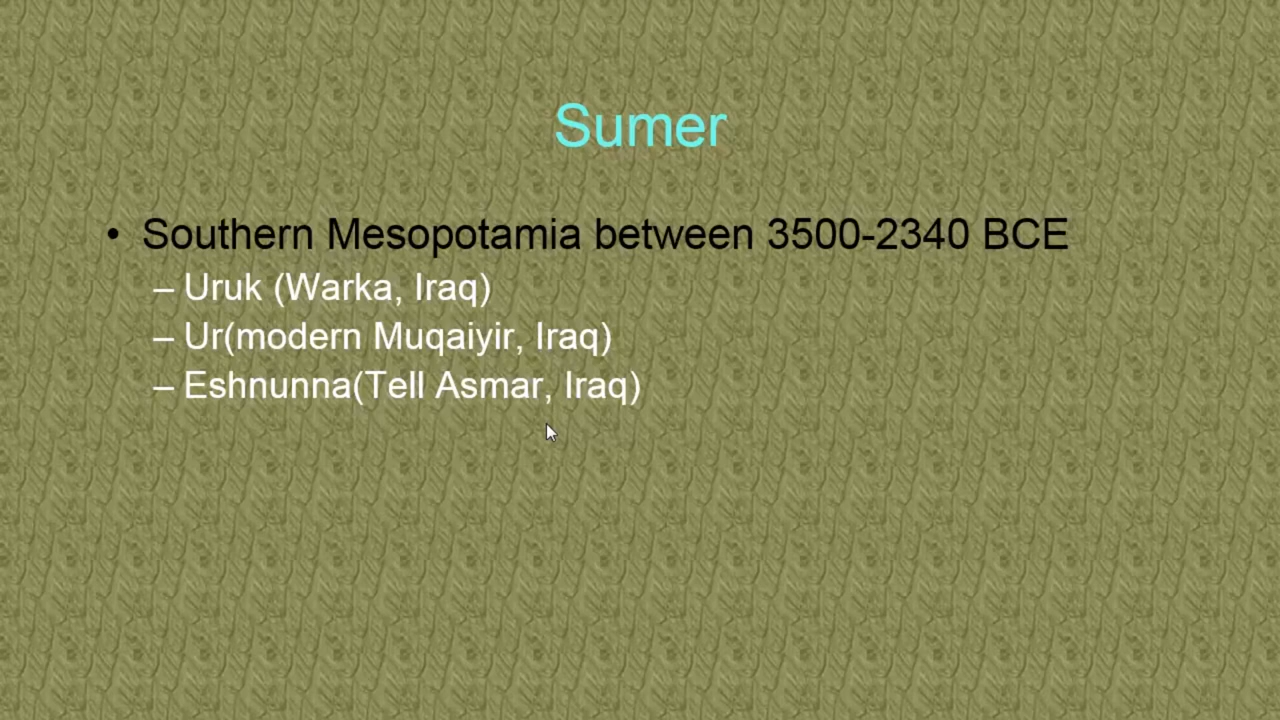 Sumer
• Southern Mesopotamia between 3500-2340 BCE
– Uruk (Warka, Iraq)
– Ur(modern Muqaiyir, Iraq)
– Eshnunna(Tell Asmar, Iraq)